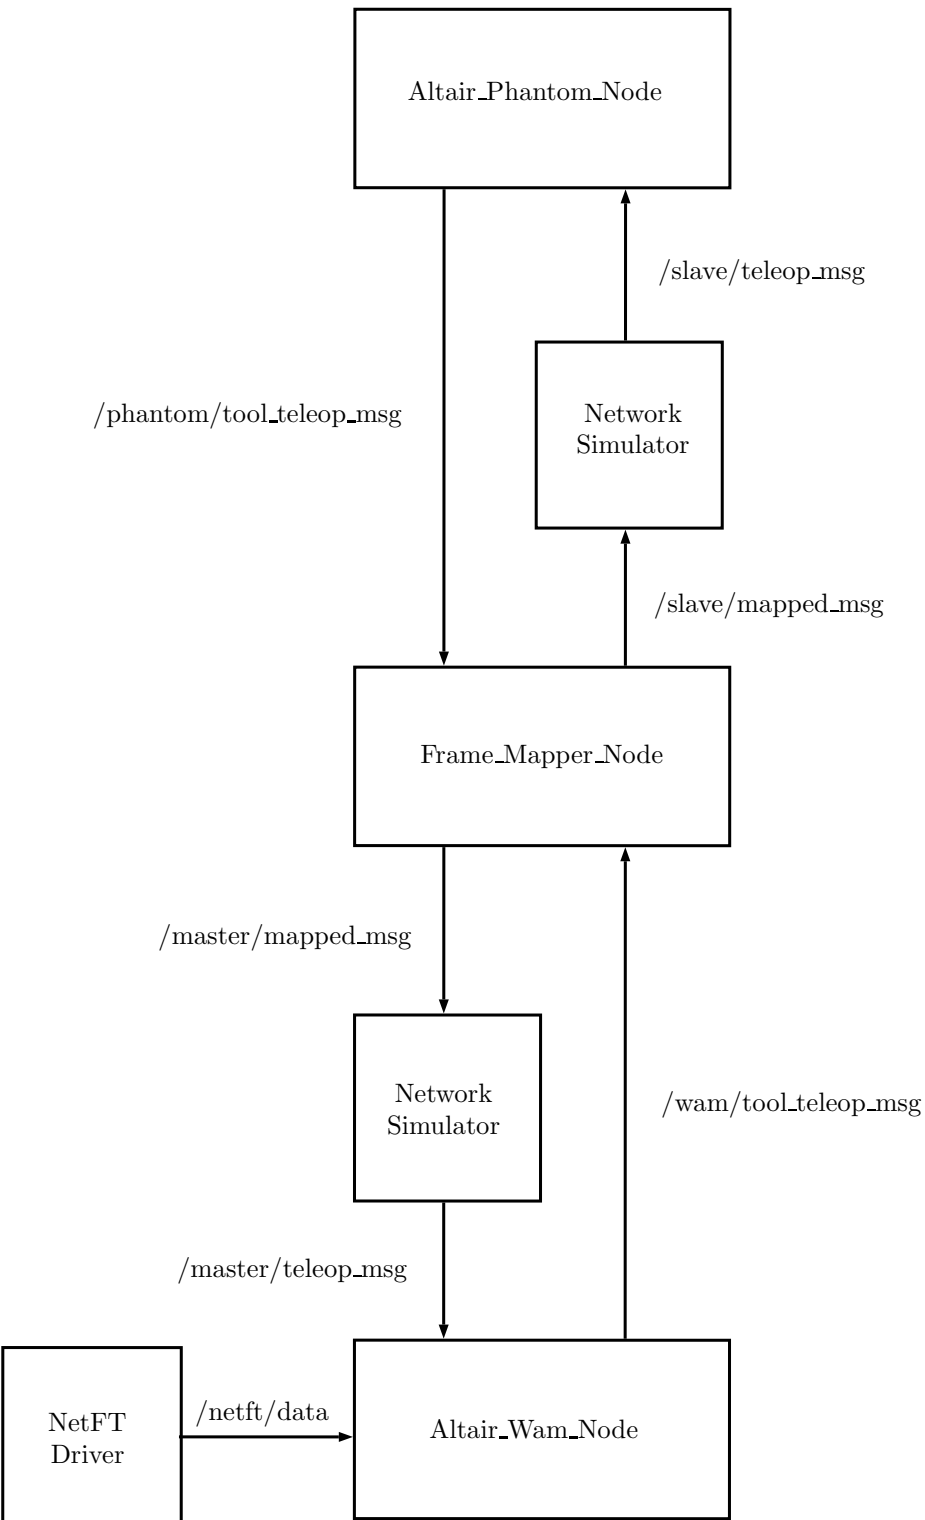 Altair_Phantom_Node
/slave/teleop_msg
/phantom/tool_teleop_msg
Network
Simulator
/slave/mapped_msg
Frame_Mapper_Node
/master/mapped_msg
Network
Simulator
/wam/tool_teleop_msg
/master/teleop_msg
/netft/data
NetFT
Driver
Altair_Wam_Node